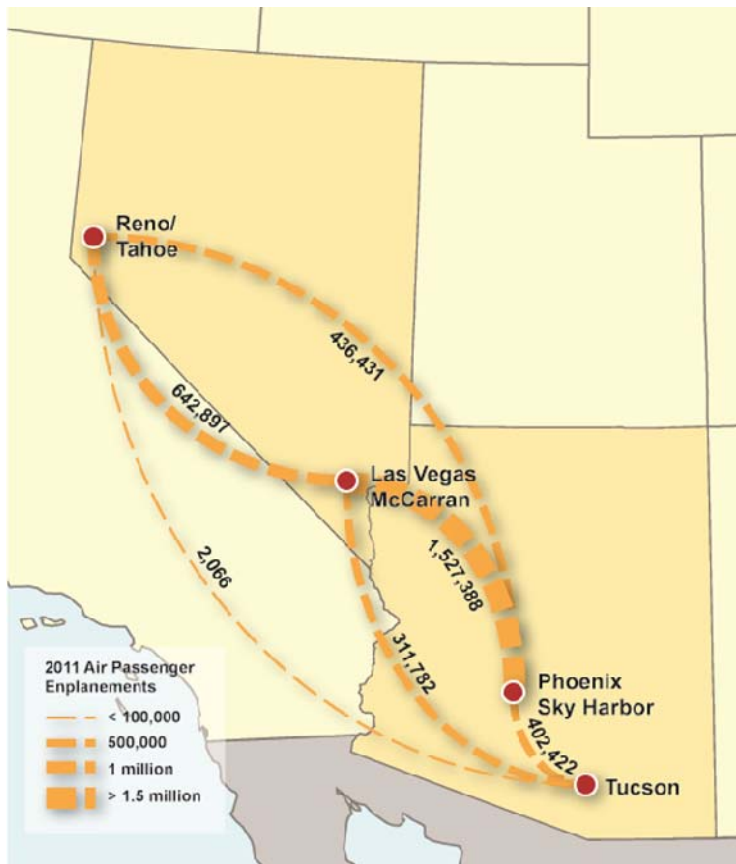 Reno/
Tahoe
436,431
642,897
Las Vegas
McCarran
2,066
1,527,388
311,782
Phoenix
Sky Harbor
402,422
Tucson
2011 Air Passenger
Enplanements
< 100,000
500,000
1 million
> 1.5 million